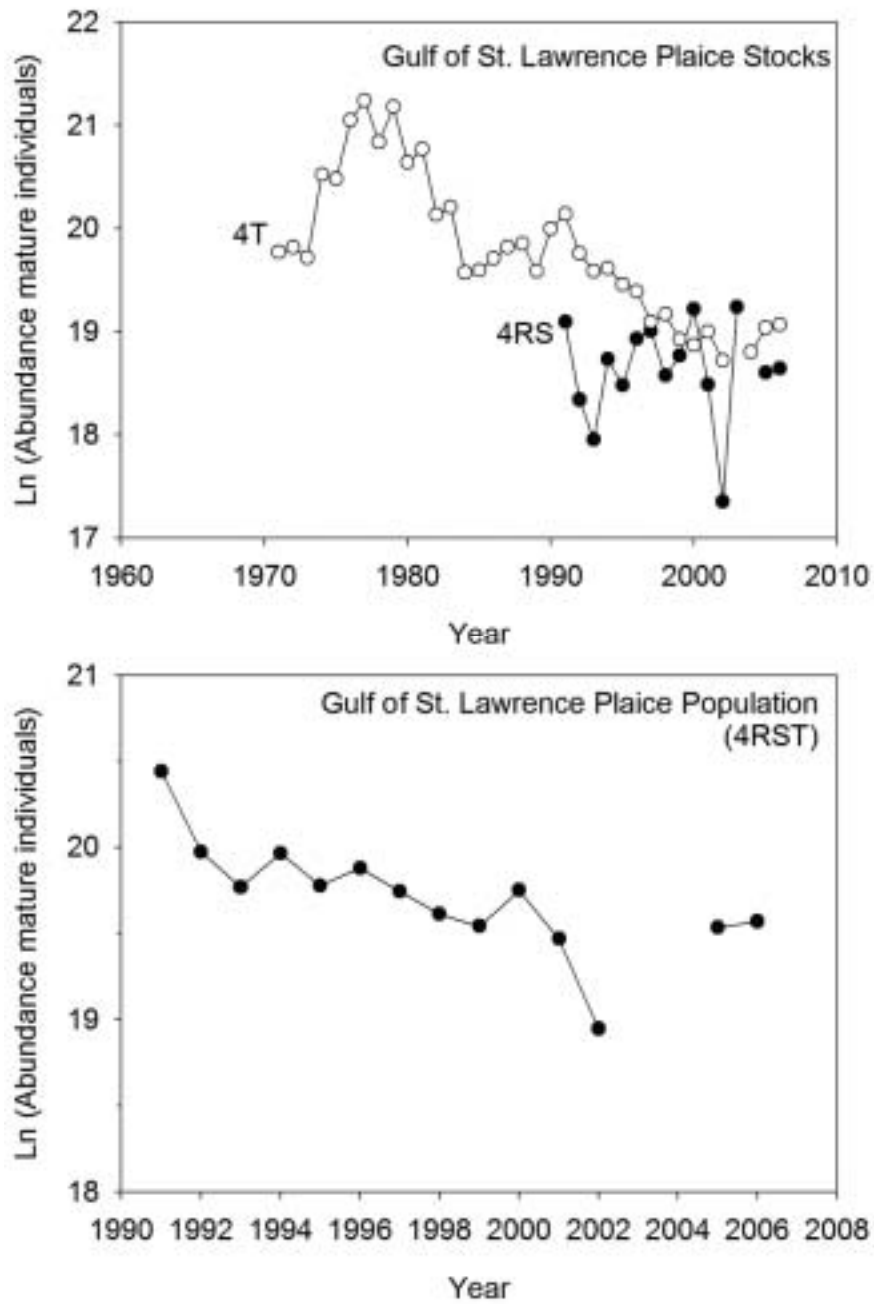 Gulf of St. Lawrence Plaice Stocks
Ln (Abundance mature individuals)
22
21
20
19
18
17
4T
4RS
1960 1970 1980 1990 2000 2010
Year
Gulf of St. Lawrence Plaice Population
(4RST)
Ln (Abundance mature individuals)
21
20
19
18
1990 1992 1994 1996 1998 2000 2002 2004 2006 2008
Year